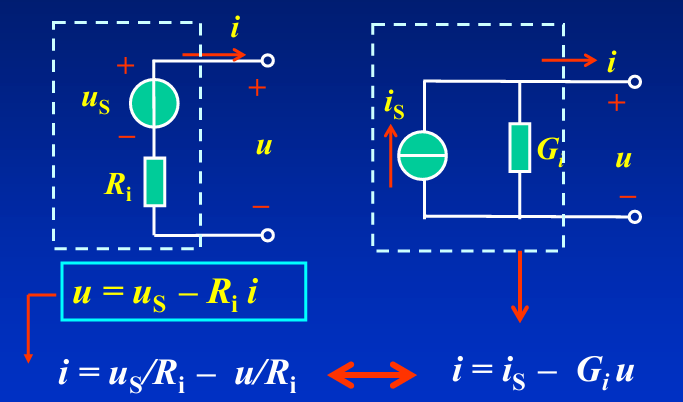 i
+
u_S
+
−
u
R_i
−
i
i_S
+
G_i
u
−
u = u_S − R_i i
i = u_S/R_i − u/R_i
i = i_S − G_i u